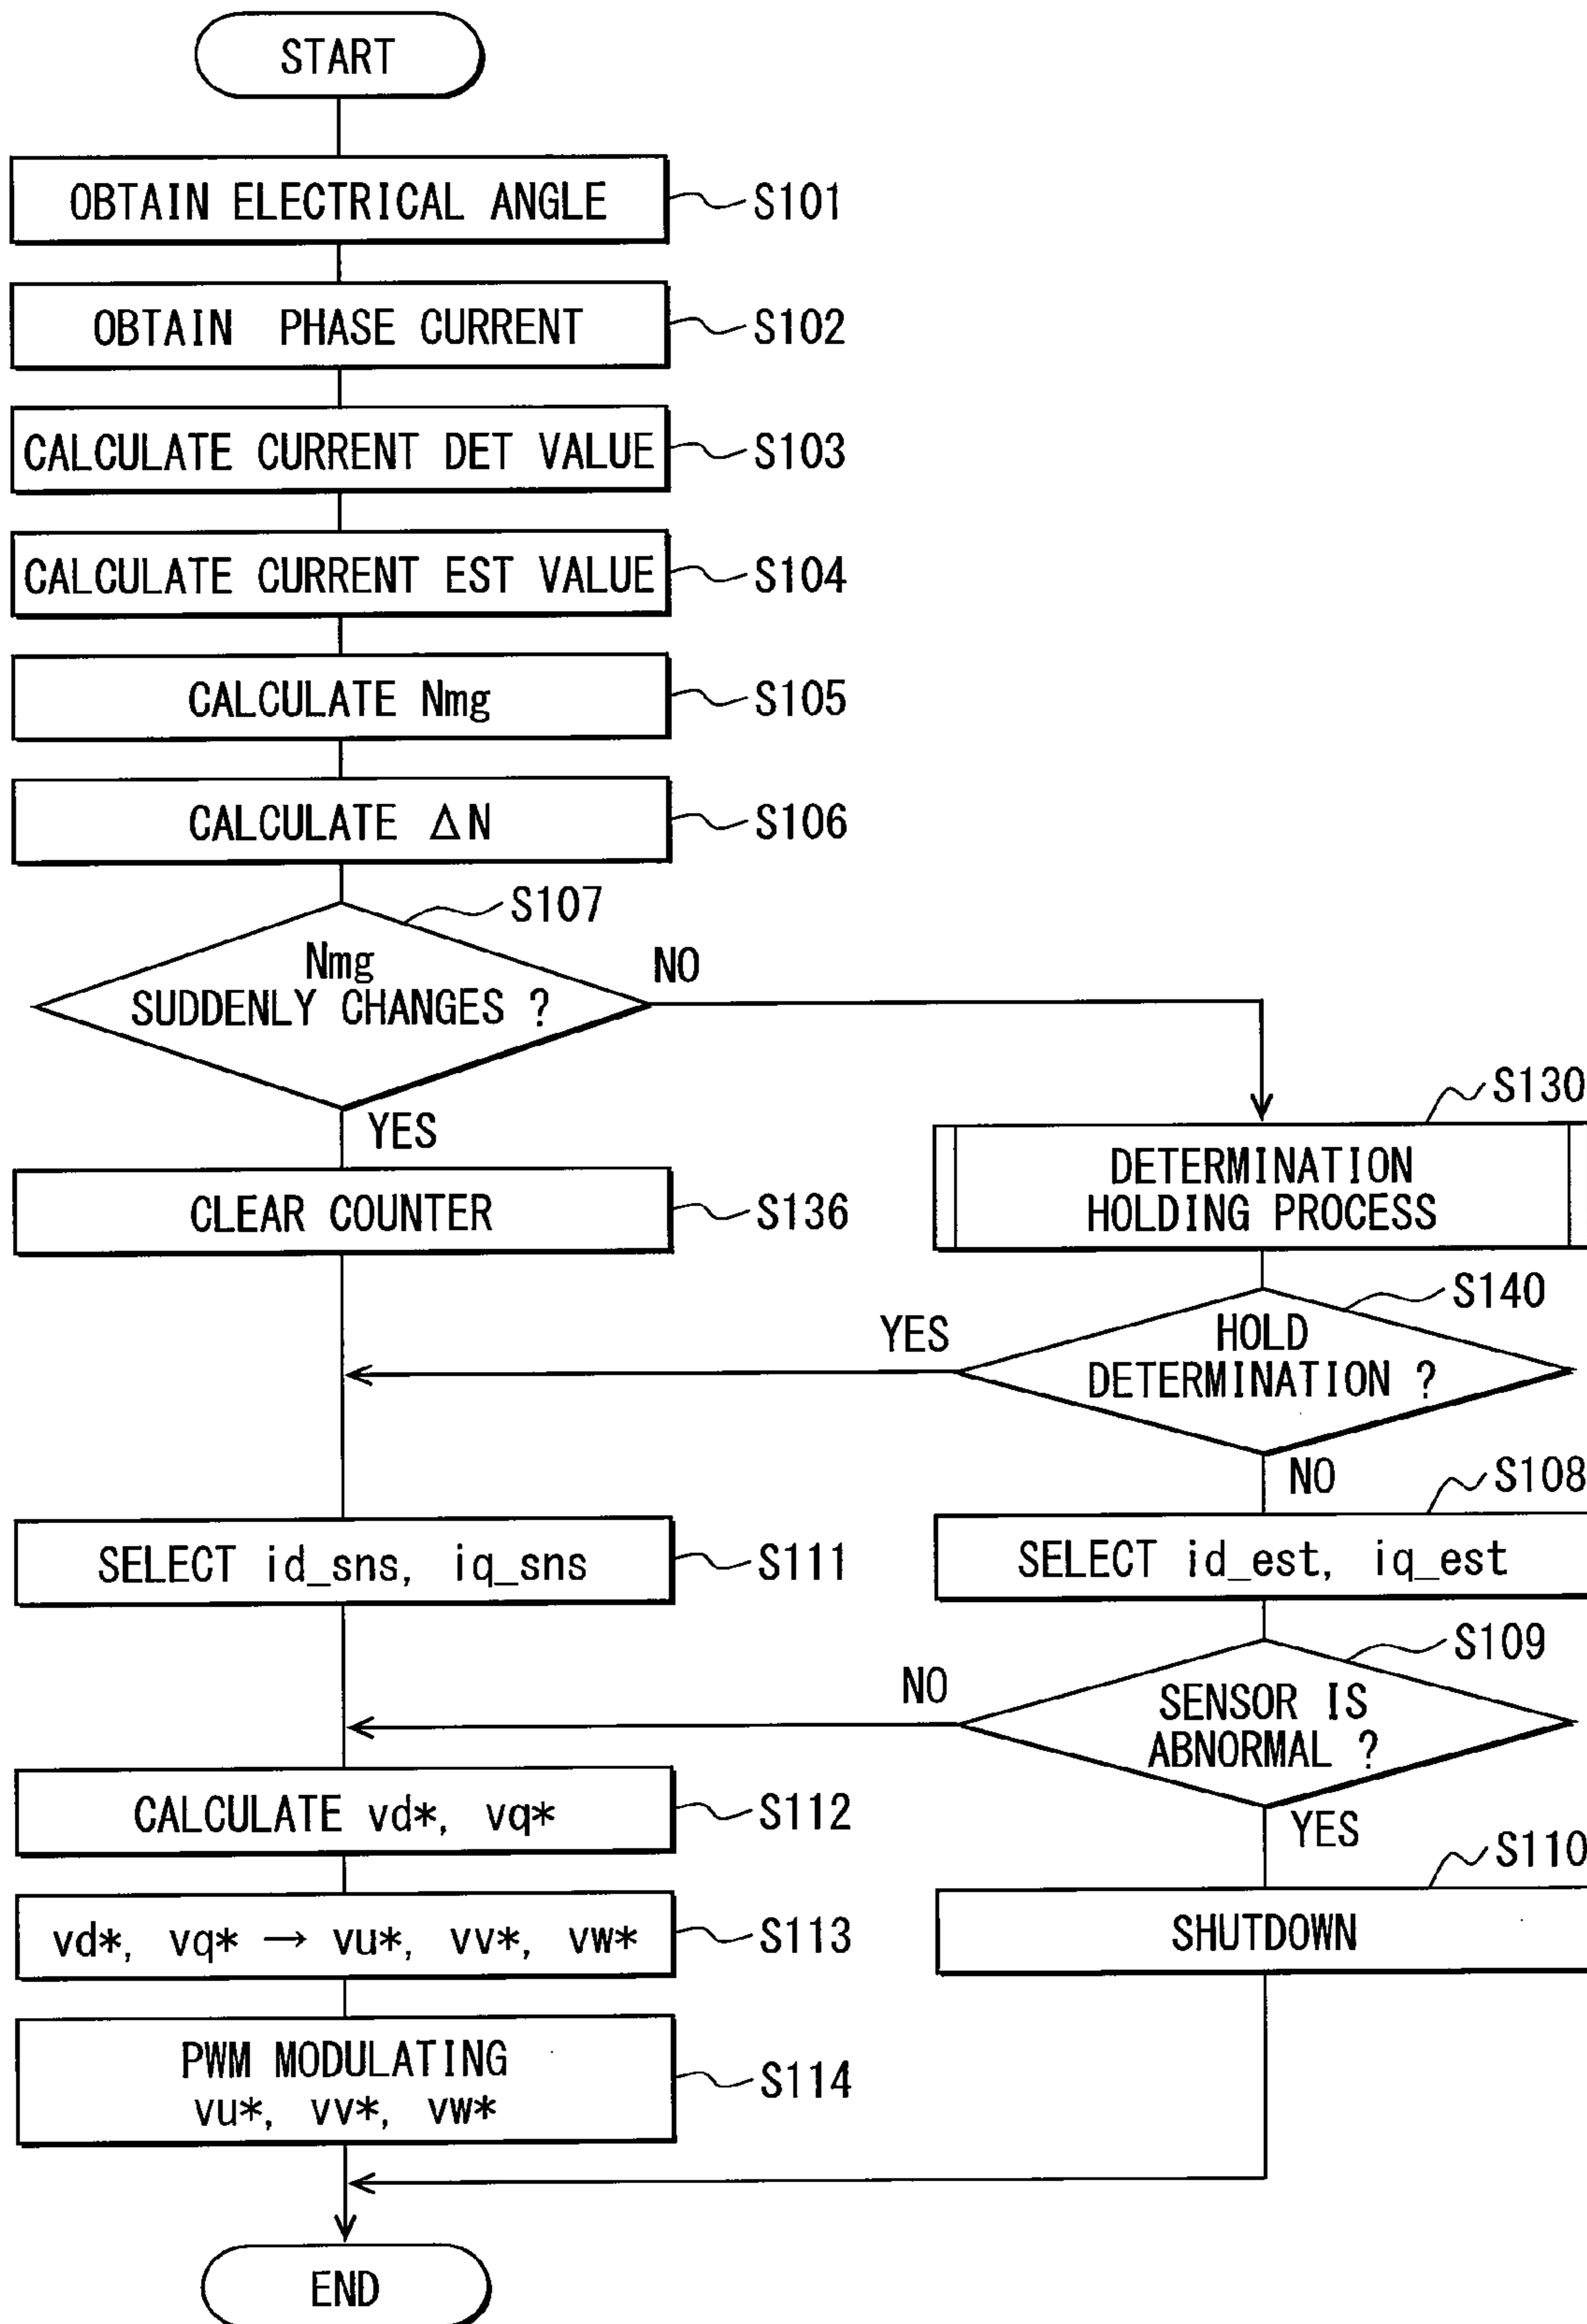 START
OBTAIN ELECTRICAL ANGLE
S101
OBTAIN PHASE CURRENT
S102
CALCULATE CURRENT DET VALUE
S103
CALCULATE CURRENT EST VALUE
S104
CALCULATE Nmg
S105
CALCULATE ΔN
S106
S107
Nmg
SUDDENLY CHANGES ?
NO
YES
S130
DETERMINATION
HOLDING PROCESS
CLEAR COUNTER
S136
S140
HOLD
DETERMINATION ?
YES
NO
S108
SELECT id_sns, iq_sns
S111
SELECT id_est, iq_est
S109
SENSOR IS
ABNORMAL ?
NO
YES
CALCULATE vd*, vq*
S112
S110
SHUTDOWN
vd*, vq* → vu*, vv*, vw*
S113
PWM MODULATING
vu*, vv*, vw*
S114
END